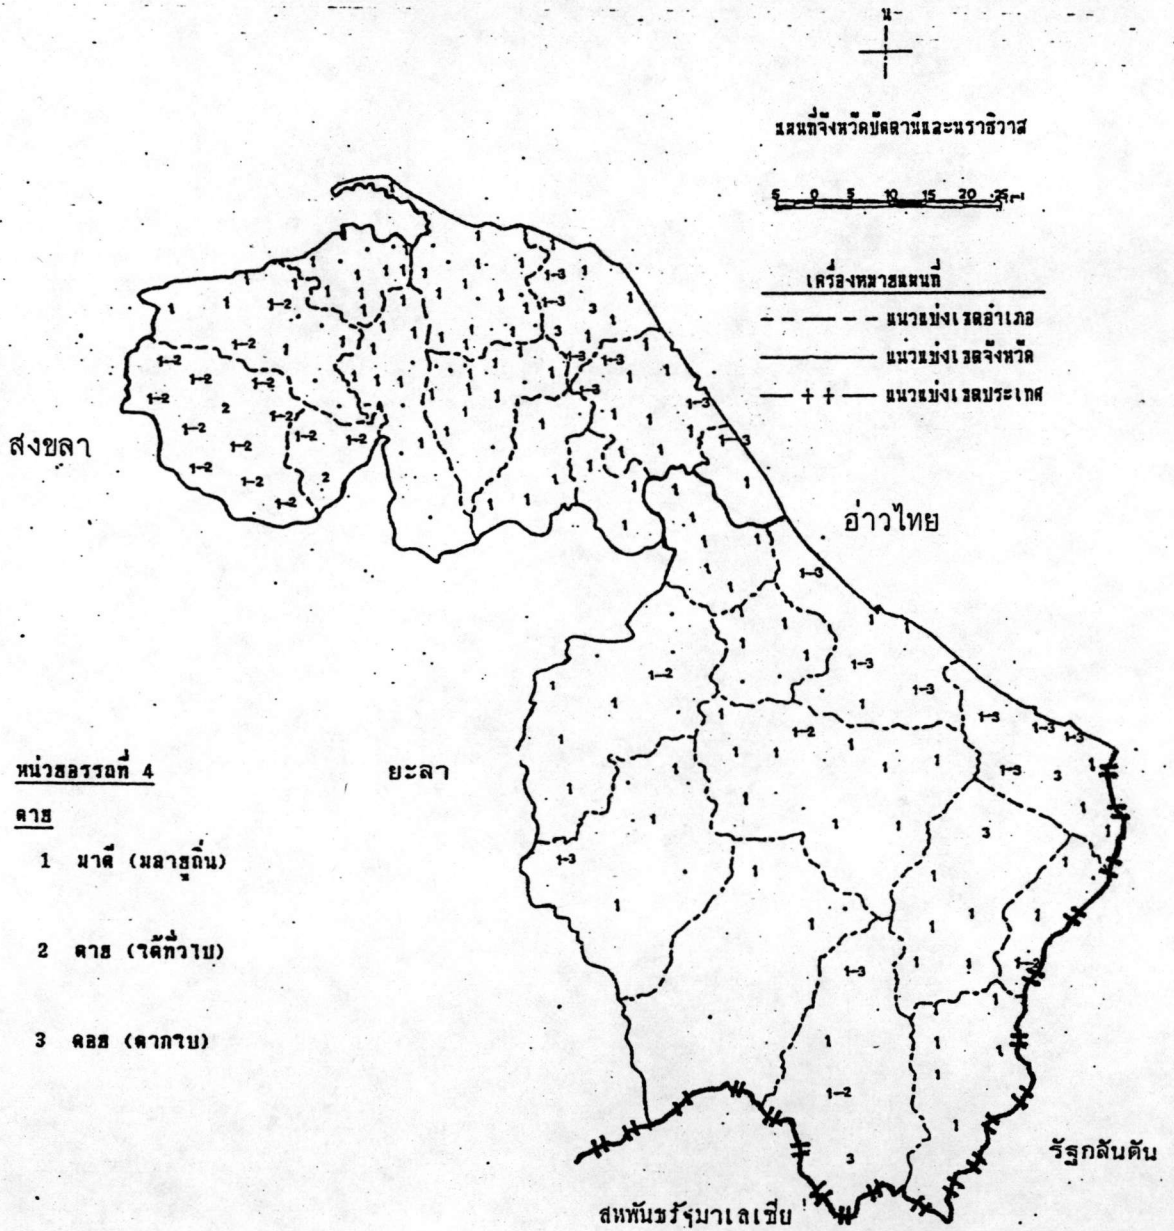 น
แผนที่จังหวัดปัตตานีและนราธิวาส
5 0 5 10 15 20 25
เครื่องหมายแผนที่
แนวแบ่งเขตอำเภอ
แนวแบ่งเขตจังหวัด
แนวแบ่งเขตประเทศ
สงขลา
อ่าวไทย
ยะลา
หน่วยอรรถที่ 4
ตาย
1 มาตี (มลายูถิ่น)
2 ตาย (ใต้ทั่วไป)
3 ตอย (ตากใบ)
รัฐกลันตัน
สหพันธรัฐมาเลเซีย